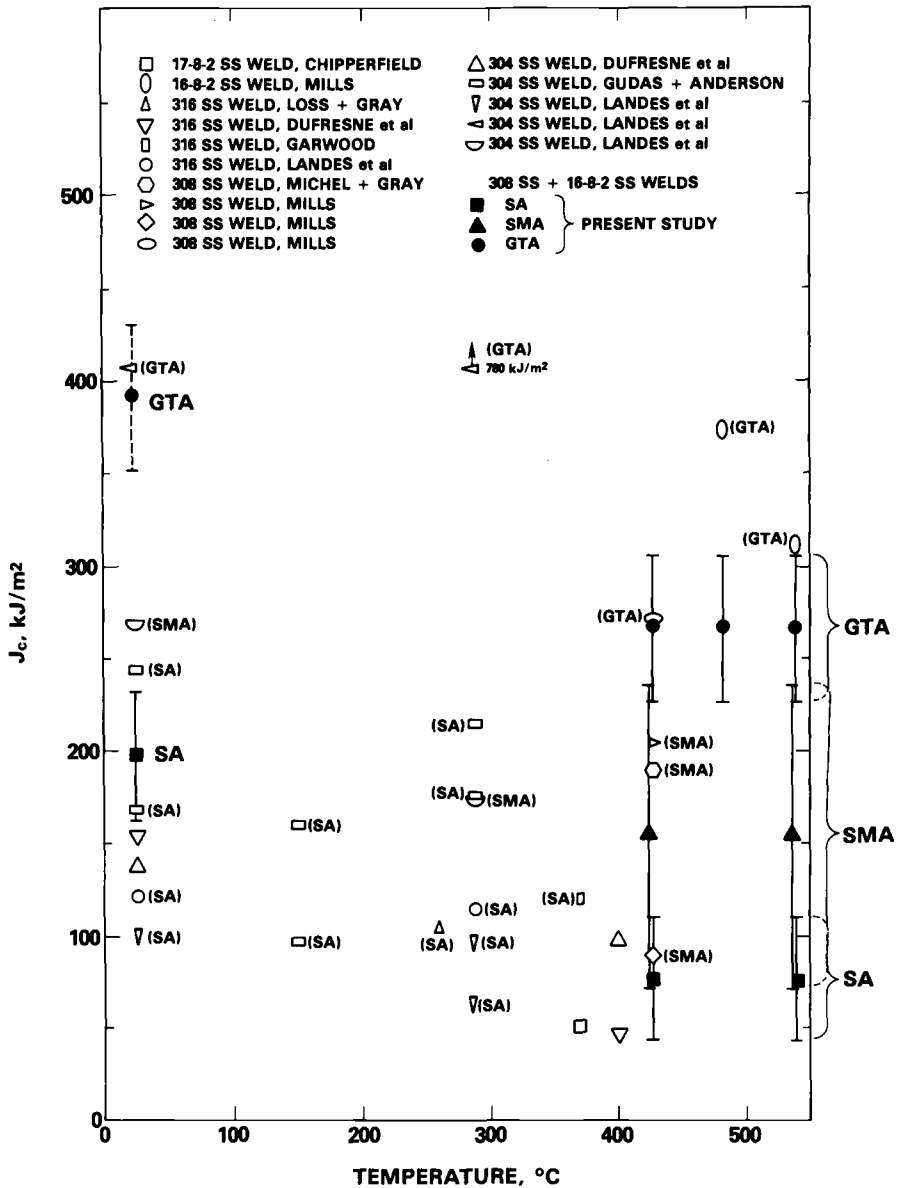 17-8-2 SS WELD, CHIPPERFIELD
16-8-2 SS WELD, MILLS
316 SS WELD, LOSS + GRAY
316 SS WELD, DUFRESNE et al
316 SS WELD, GARWOOD
316 SS WELD, LANDES et al
308 SS WELD, MICHEL + GRAY
308 SS WELD, MILLS
308 SS WELD, MILLS
308 SS WELD, MILLS
304 SS WELD, DUFRESNE et al
304 SS WELD, GUDAS + ANDERSON
304 SS WELD, LANDES et al
304 SS WELD, LANDES et al
304 SS WELD, LANDES et al
308 SS + 16-8-2 SS WELDS
SA
SMA
GTA
PRESENT STUDY
500
400
300
200
100
0
Jc, kJ/m²
(GTA)
GTA
(GTA)
780 kJ/m²
(GTA)
(GTA)
(GTA)
GTA
(SMA)
(SA)
SA
(SA)
(SA)
(SA)
(SA)
(SA)
(SA)
(SA)
(SMA)
(SA)
(SA)
(SA)
(SA)
(SA)
(SMA)
(SMA)
(SMA)
SMA
SA
0
100
200
300
400
500
TEMPERATURE, °C